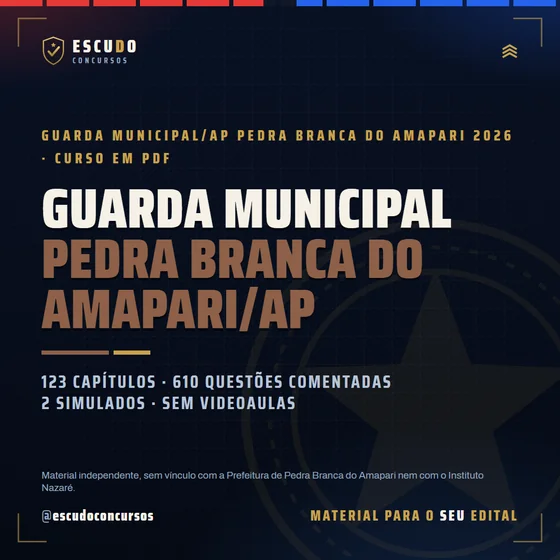 ESCUDO
CONCURSOS
GUARDA MUNICIPAL/AP PEDRA BRANCA DO AMAPARI 2026
· CURSO EM PDF
GUARDA MUNICIPAL
PEDRA BRANCA DO
AMAPARI/AP
123 CAPÍTULOS · 610 QUESTÕES COMENTADAS
2 SIMULADOS · SEM VIDEOAULAS
Material independente, sem vínculo com a Prefeitura de Pedra Branca do Amapari nem com o Instituto
Nazaré.
@escudoconcursos
MATERIAL PARA O SEU EDITAL